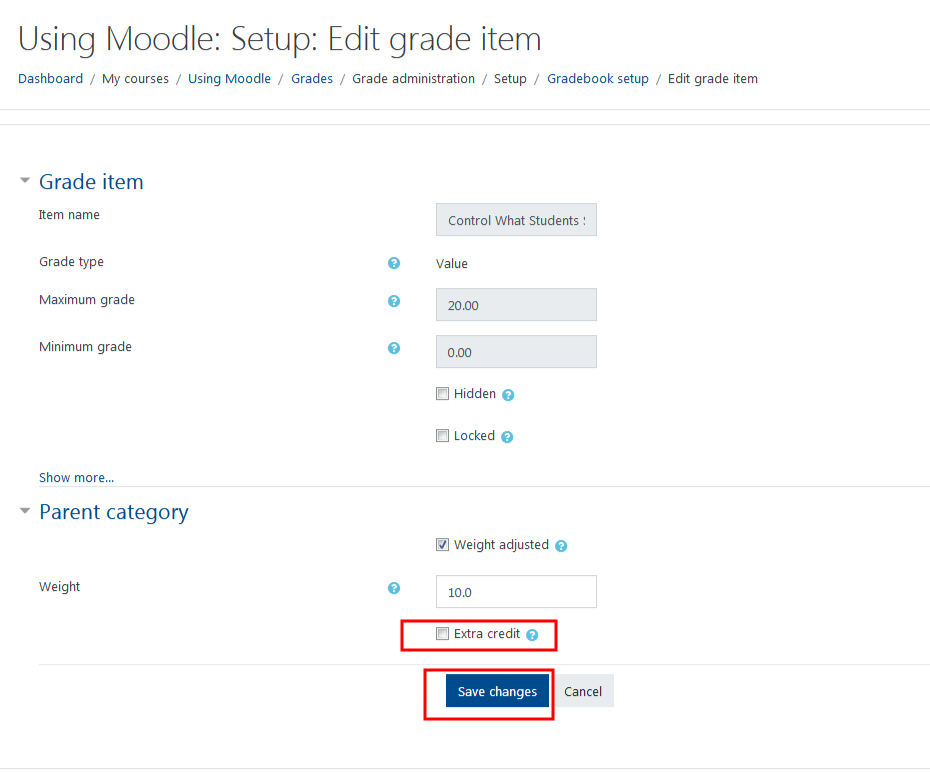 Using Moodle: Setup: Edit grade item
Dashboard / My courses / Using Moodle / Grades / Grade administration / Setup / Gradebook setup / Edit grade item
Grade item
Item name Control What Students
Grade type ? Value
Maximum grade ? 20.00
Minimum grade ? 0.00
Hidden ?
Locked ?
Show more...
Parent category
Weight adjusted ?
Weight ? 10.0
Extra credit ?
Save changes Cancel